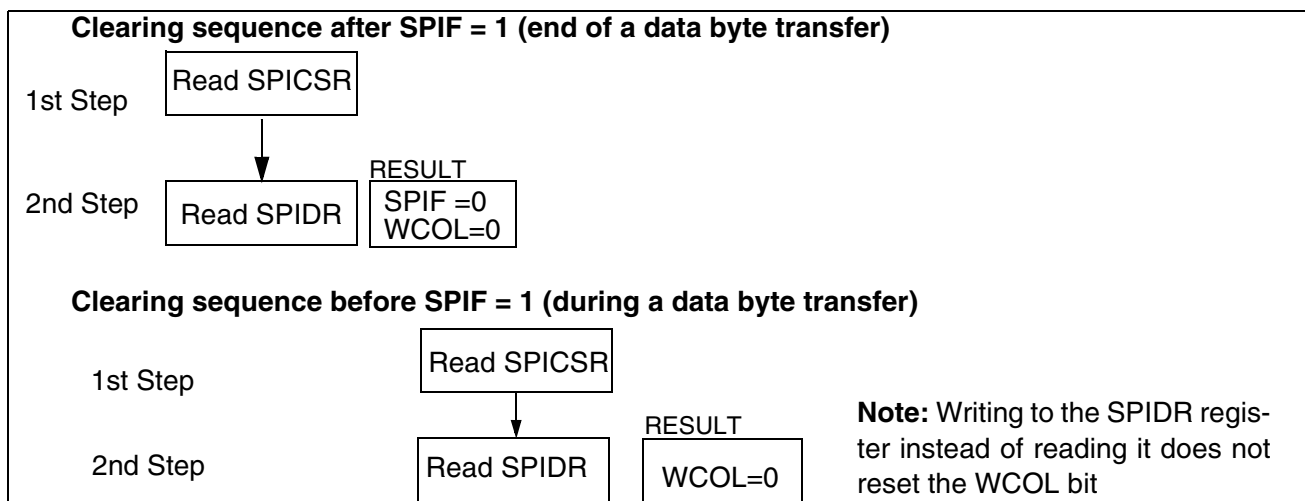 Clearing sequence after SPIF = 1 (end of a data byte transfer)
1st Step
Read SPICSR
2nd Step
Read SPIDR
RESULT
SPIF =0
WCOL=0
Clearing sequence before SPIF = 1 (during a data byte transfer)
1st Step
Read SPICSR
2nd Step
Read SPIDR
RESULT
WCOL=0
Note: Writing to the SPIDR regis-
ter instead of reading it does not
reset the WCOL bit